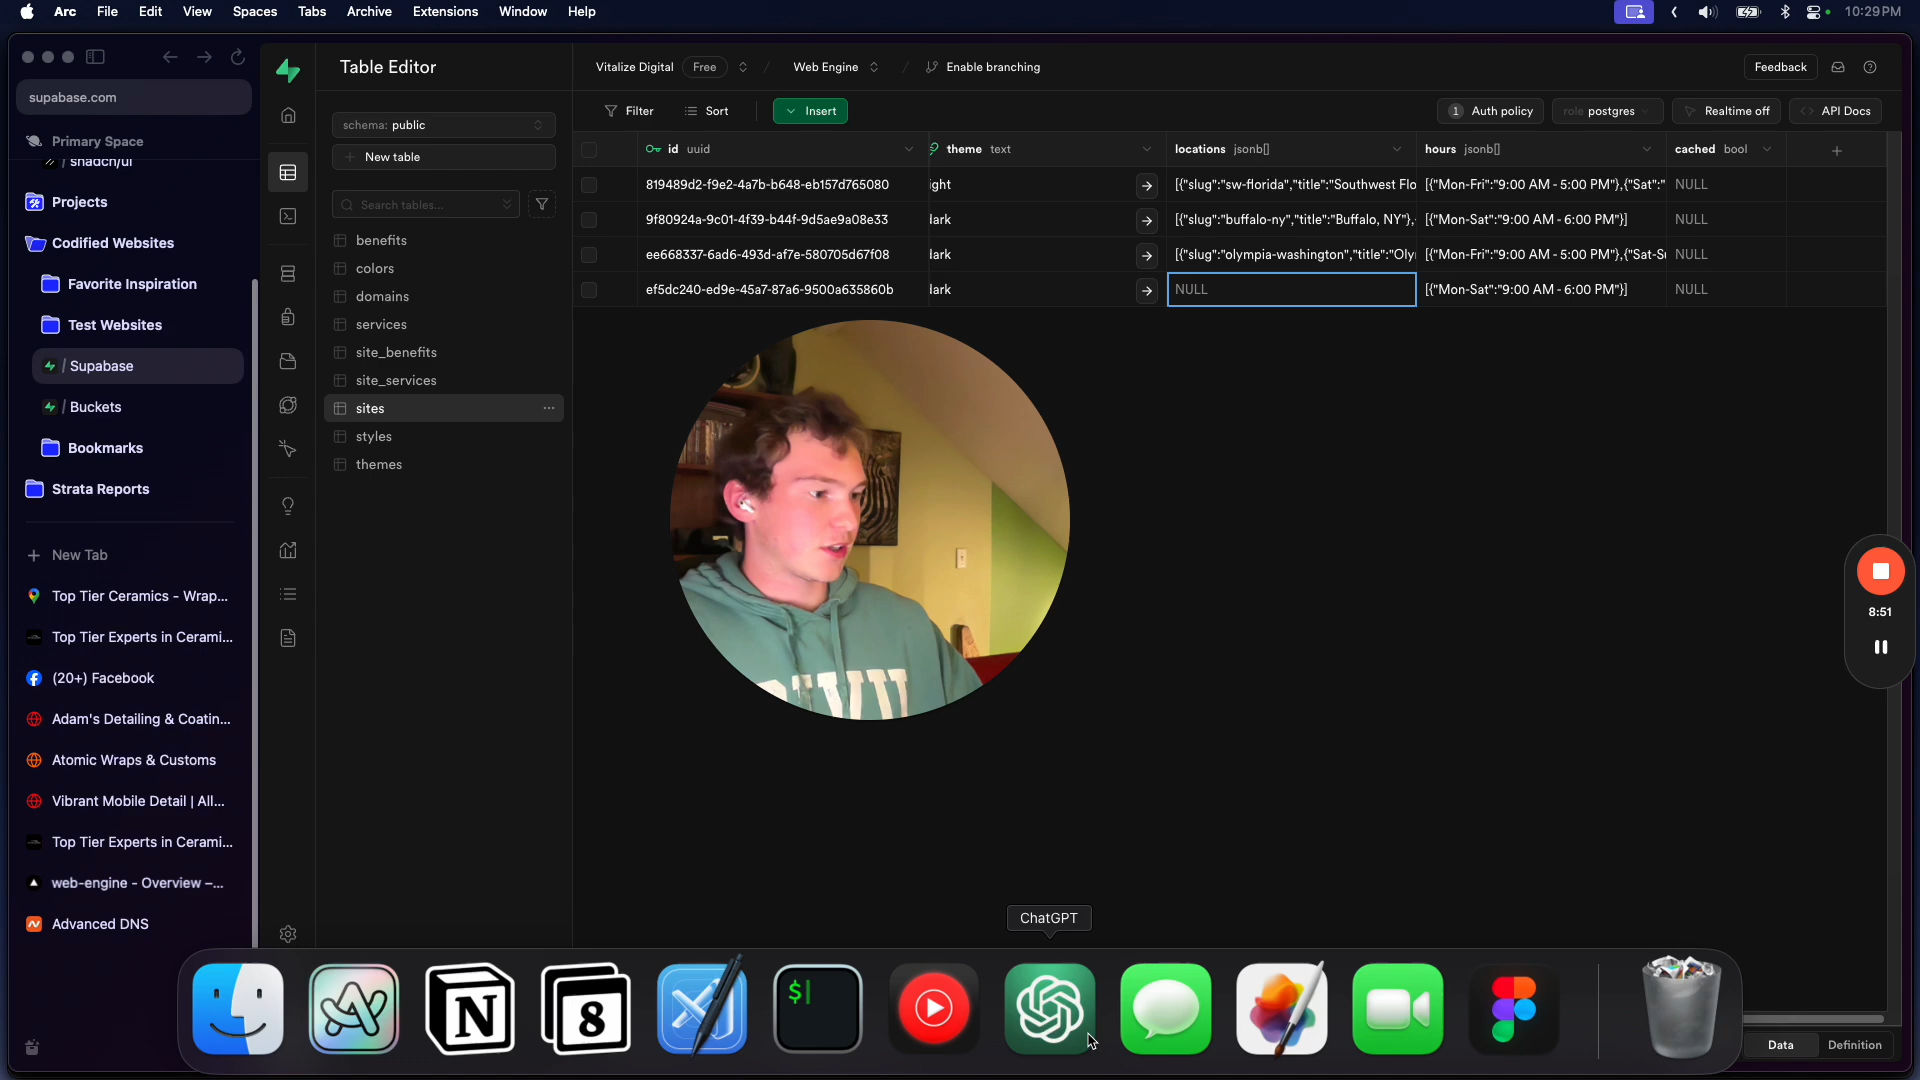 Arc File Edit View Spaces Tabs Archive Extensions Window Help
10:29 PM
supabase.com
Primary Space
/ shadcn/ui
Projects
Codified Websites
Favorite Inspiration
Test Websites
/ Supabase
/ Buckets
Bookmarks
Strata Reports
New Tab
Top Tier Ceramics - Wrap...
Top Tier Experts in Cerami...
(20+) Facebook
Adam's Detailing & Coatin...
Atomic Wraps & Customs
Vibrant Mobile Detail | All...
Top Tier Experts in Cerami...
web-engine - Overview –...
Advanced DNS
Table Editor
schema: public
New table
Search tables...
benefits
colors
domains
services
site_benefits
site_services
sites
styles
themes
Vitalize Digital Free / Web Engine / Enable branching
Feedback
Filter Sort Insert
1 Auth policy role postgres Realtime off API Docs
id uuid theme text locations jsonb[] hours jsonb[] cached bool
819489d2-f9e2-4a7b-b648-eb157d765080 ight [{"slug":"sw-florida","title":"Southwest Flo [{"Mon-Fri":"9:00 AM - 5:00 PM"},{"Sat":" NULL
9f80924a-9c01-4f39-b44f-9d5ae9a08e33 lark [{"slug":"buffalo-ny","title":"Buffalo, NY"}, [{"Mon-Sat":"9:00 AM - 6:00 PM"}] NULL
ee668337-6ad6-493d-af7e-580705d67f08 lark [{"slug":"olympia-washington","title":"Oly [{"Mon-Fri":"9:00 AM - 5:00 PM"},{"Sat-S NULL
ef5dc240-ed9e-45a7-87a6-9500a635860b lark NULL [{"Mon-Sat":"9:00 AM - 6:00 PM"}] NULL
8:51
ChatGPT
8
$
Data Definition